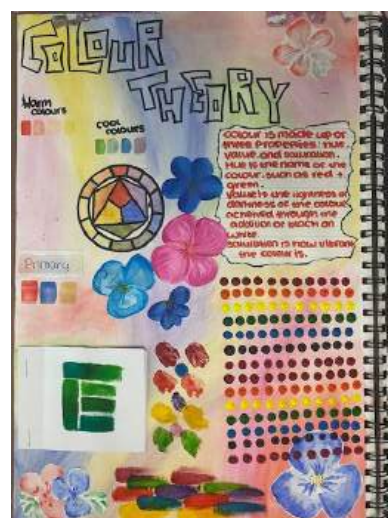 COLOUR
THEORY
Warm
colours
cool
colours
colour is made up of
three properties: hue,
value, and saturation.
Hue is the name of the
colour, such as red +
green.
Value is the lightness or
darkness of the colour
achieved through the
addition of black or
white.
Saturation is how vibrant
the colour is.
Primary